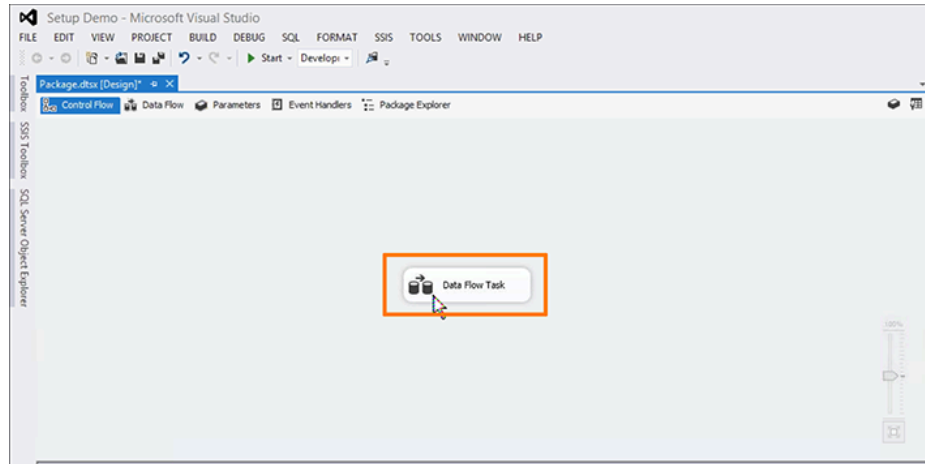 Setup Demo - Microsoft Visual Studio
FILE EDIT VIEW PROJECT BUILD DEBUG SQL FORMAT SSIS TOOLS WINDOW HELP
Start Developi
Package.dtsx [Design]*
Control Flow Data Flow Parameters Event Handlers Package Explorer
Toolbox
SSIS Toolbox
SQL Server Object Explorer
Data Flow Task
100%